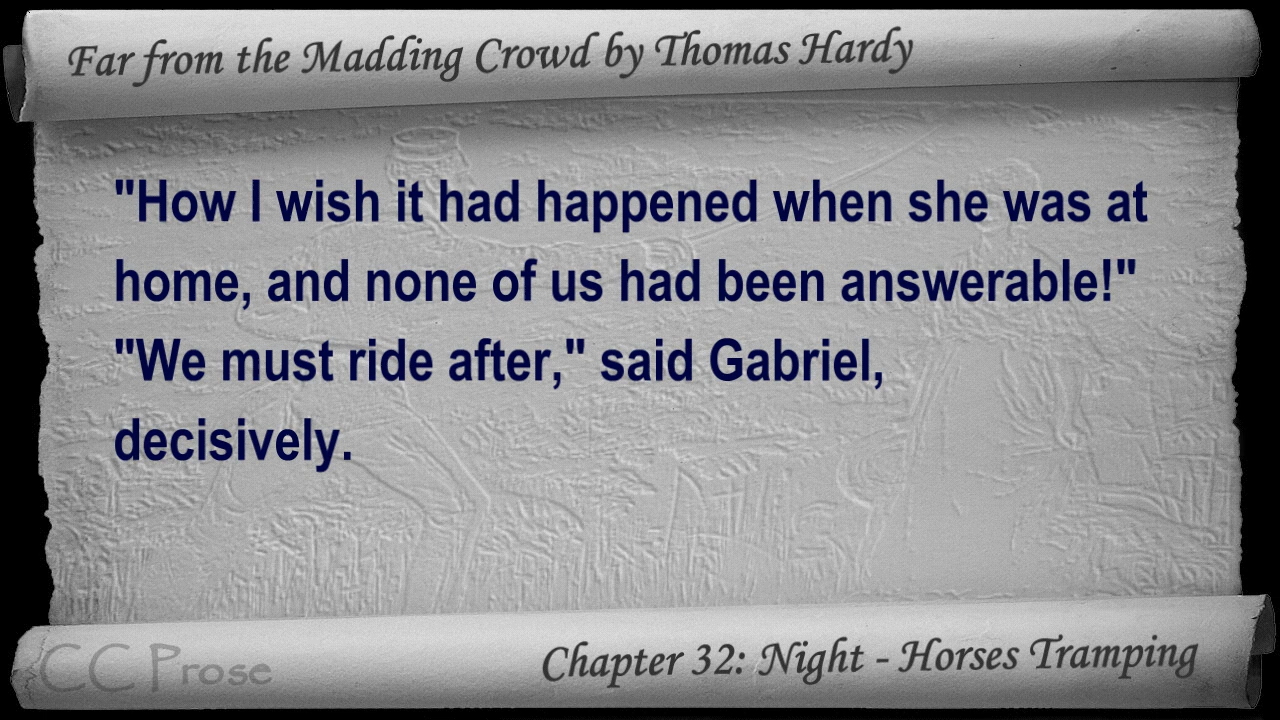 Far from the Madding Crowd by Thomas Hardy
"How I wish it had happened when she was at
home, and none of us had been answerable!"
"We must ride after," said Gabriel,
decisively.
CC Prose
Chapter 32: Night - Horses Tramping